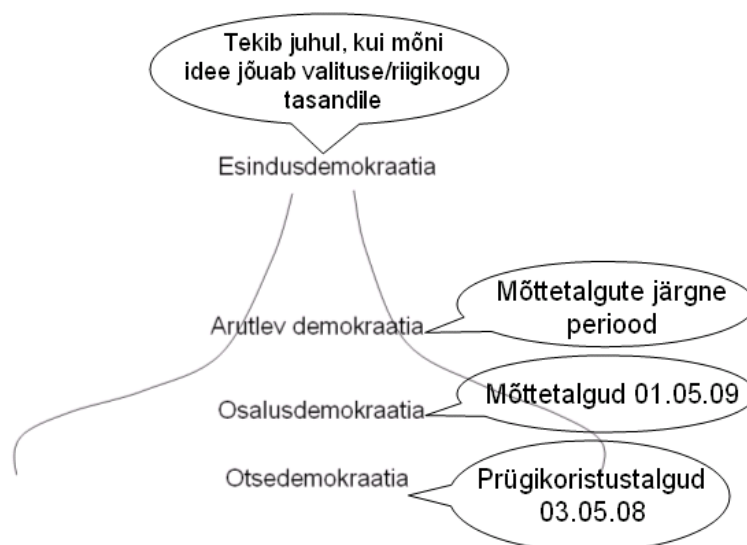 Tekib juhul, kui mõni
idee jõuab valituse/riigikogu
tasandile
Esindusdemokraatia
Arutlev demokraatia
Mõttetalgute järgne
periood
Osalusdemokraatia
Mõttetalgud 01.05.09
Otsedemokraatia
Prügikoristustalgud
03.05.08